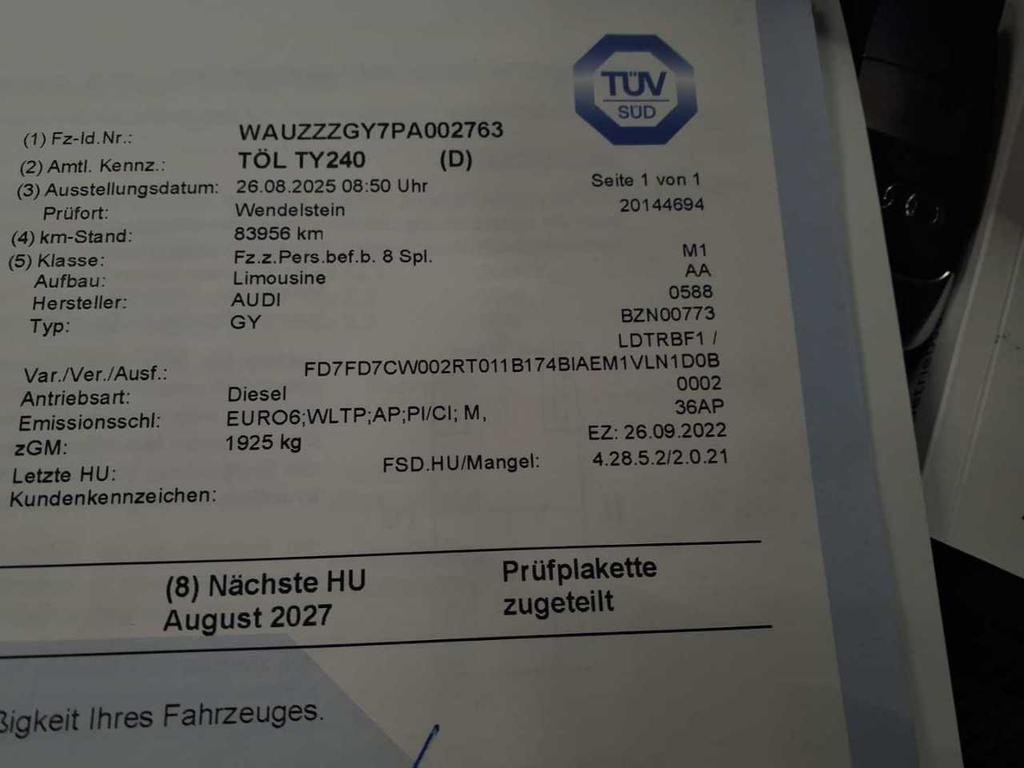 TÜV
SÜD
(1) Fz-Id.Nr.: WAUZZZGY7PA002763
(2) Amtl. Kennz.: TÖL TY240 (D)
(3) Ausstellungsdatum: 26.08.2025 08:50 Uhr Seite 1 von 1
Prüfort: Wendelstein 20144694
(4) km-Stand: 83956 km
(5) Klasse: Fz.z.Pers.bef.b. 8 Spl. M1
Aufbau: Limousine AA
Hersteller: AUDI 0588
Typ: GY BZN00773
LDTRBF1 /
Var./Ver./Ausf.: FD7FD7CW002RT011B174BIAEM1VLN1D0B
Antriebsart: Diesel 0002
Emissionsschl: EURO6;WLTP;AP;PI/CI; M, 36AP
zGM: 1925 kg EZ: 26.09.2022
Letzte HU: FSD.HU/Mangel: 4.28.5.2/2.0.21
Kundenkennzeichen:
(8) Nächste HU Prüfplakette
August 2027 zugeteilt
ßigkeit Ihres Fahrzeuges.